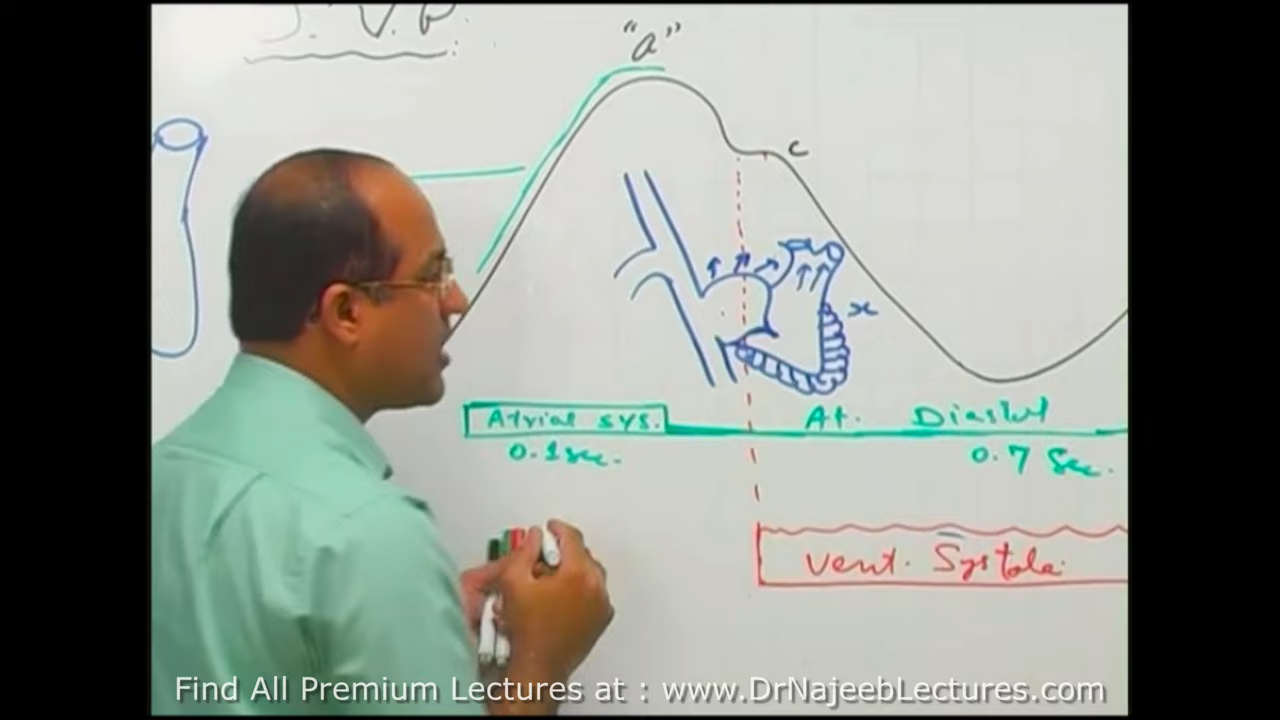 J. V. P.
"a"
c
x
Atrial sys.
At. Diastol
0.1 sec.
0.7 Sec.
Vent. Systole
Find All Premium Lectures at : www.DrNajeebLectures.com